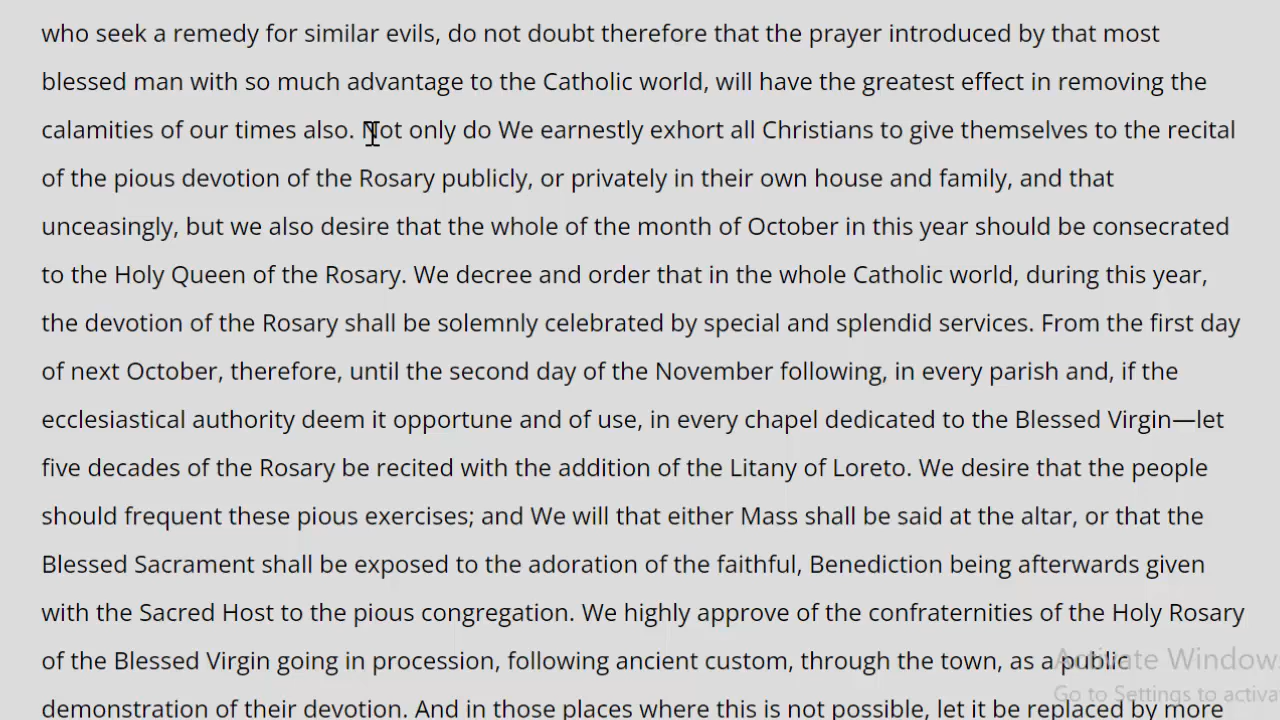 who seek a remedy for similar evils, do not doubt therefore that the prayer introduced by that most
blessed man with so much advantage to the Catholic world, will have the greatest effect in removing the
calamities of our times also. Not only do We earnestly exhort all Christians to give themselves to the recital
of the pious devotion of the Rosary publicly, or privately in their own house and family, and that
unceasingly, but we also desire that the whole of the month of October in this year should be consecrated
to the Holy Queen of the Rosary. We decree and order that in the whole Catholic world, during this year,
the devotion of the Rosary shall be solemnly celebrated by special and splendid services. From the first day
of next October, therefore, until the second day of the November following, in every parish and, if the
ecclesiastical authority deem it opportune and of use, in every chapel dedicated to the Blessed Virgin—let
five decades of the Rosary be recited with the addition of the Litany of Loreto. We desire that the people
should frequent these pious exercises; and We will that either Mass shall be said at the altar, or that the
Blessed Sacrament shall be exposed to the adoration of the faithful, Benediction being afterwards given
with the Sacred Host to the pious congregation. We highly approve of the confraternities of the Holy Rosary
of the Blessed Virgin going in procession, following ancient custom, through the town, as a public
demonstration of their devotion. And in those places where this is not possible, let it be replaced by more
Activate Window
Go to Settings to activa